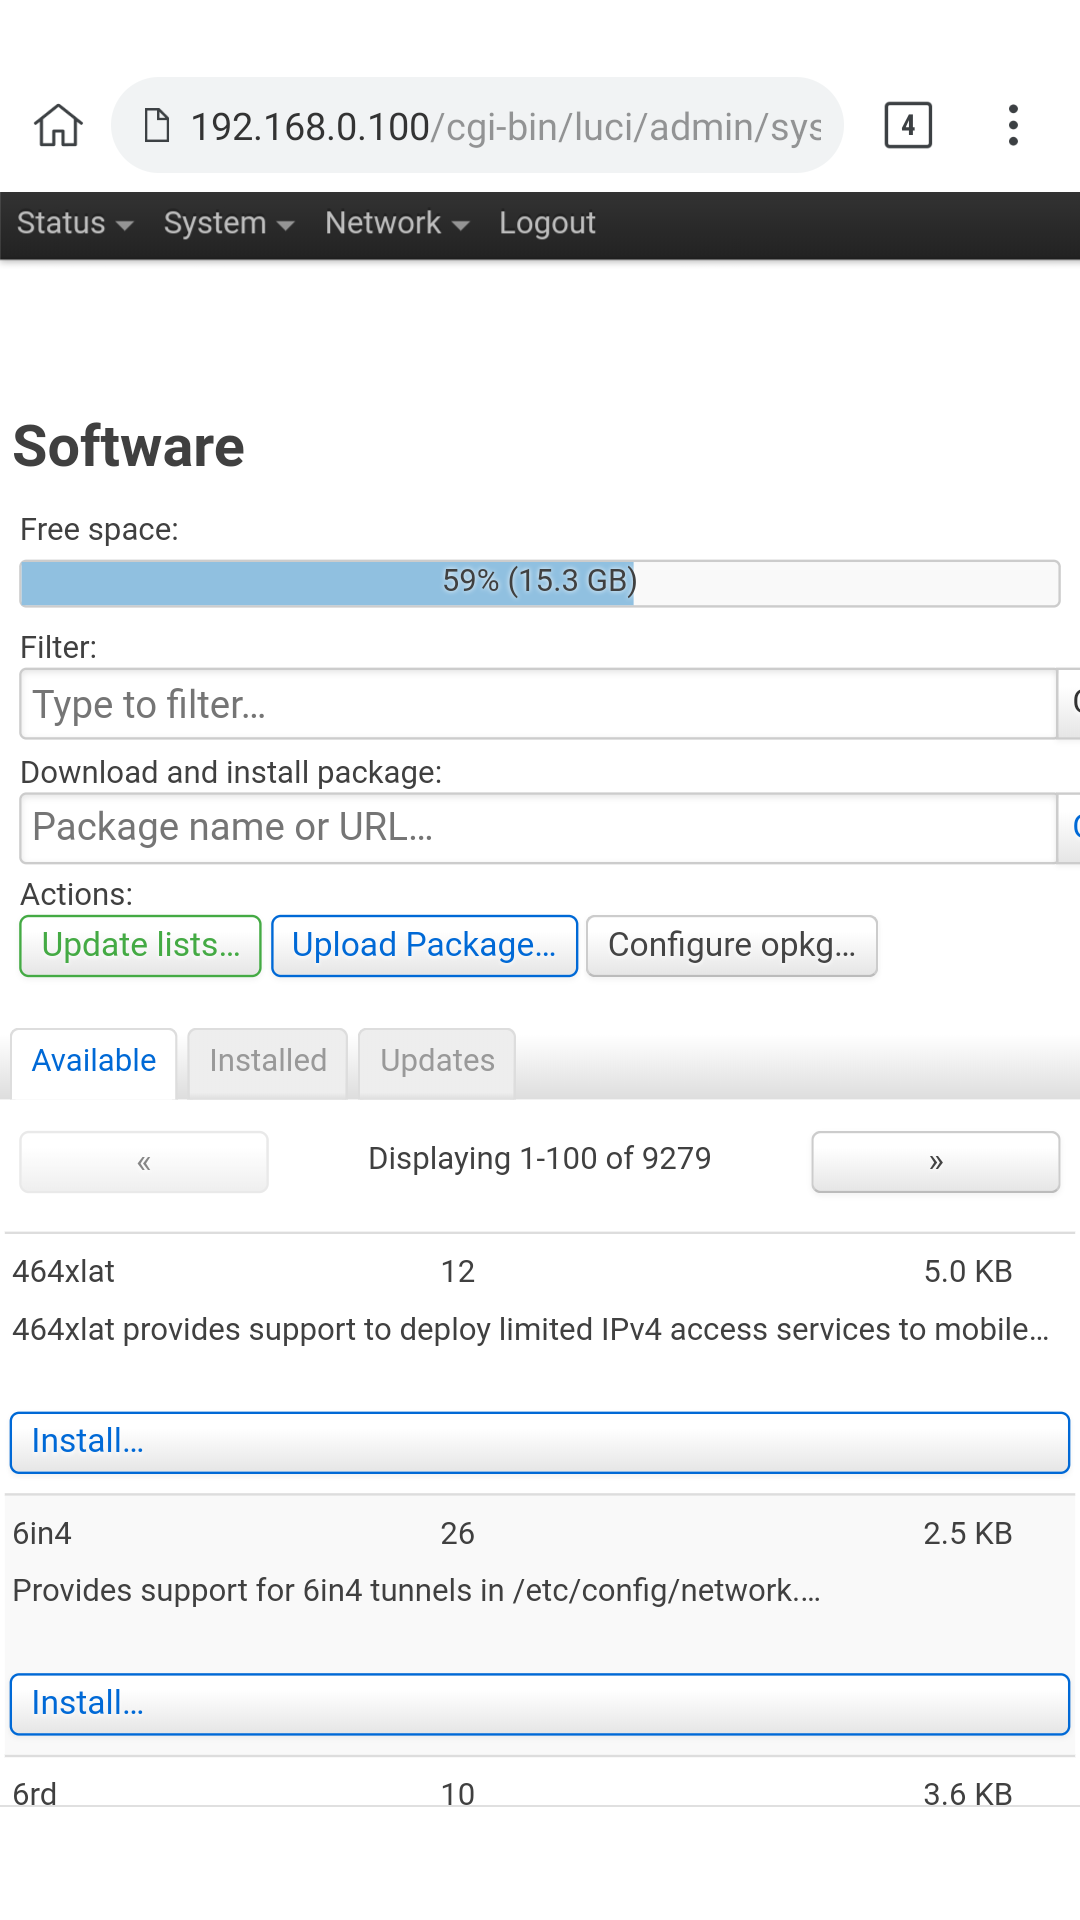 192.168.0.100/cgi-bin/luci/admin/sys
4
Status System Network Logout
Software
Free space:
59% (15.3 GB)
Filter:
Type to filter…
Download and install package:
Package name or URL…
Actions:
Update lists… Upload Package… Configure opkg…
Available Installed Updates
« Displaying 1-100 of 9279 »
464xlat 12 5.0 KB
464xlat provides support to deploy limited IPv4 access services to mobile…
Install…
6in4 26 2.5 KB
Provides support for 6in4 tunnels in /etc/config/network.…
Install…
6rd 10 3.6 KB